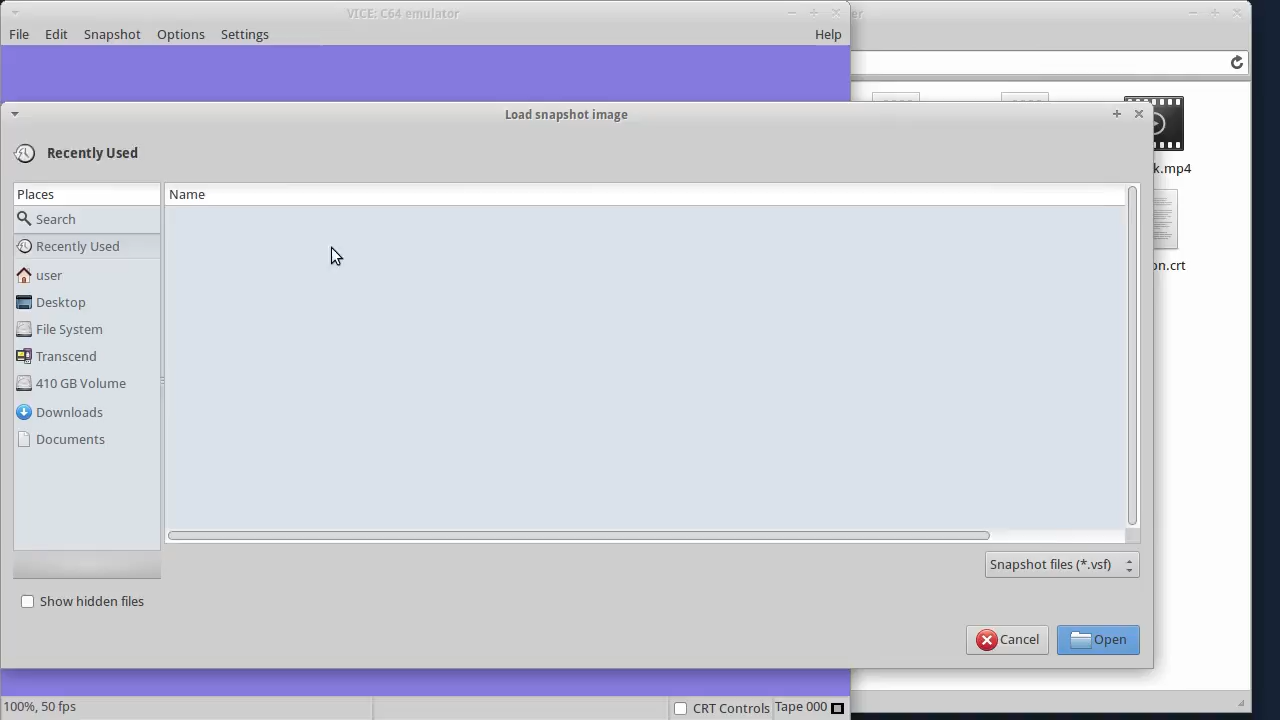 VICE: C64 emulator
File Edit Snapshot Options Settings Help
Load snapshot image
Recently Used
Places
Name
Search
Recently Used
user
Desktop
File System
Transcend
410 GB Volume
Downloads
Documents
k.mp4
on.crt
Snapshot files (*.vsf)
Show hidden files
Cancel
Open
100%, 50 fps
CRT Controls
Tape 000